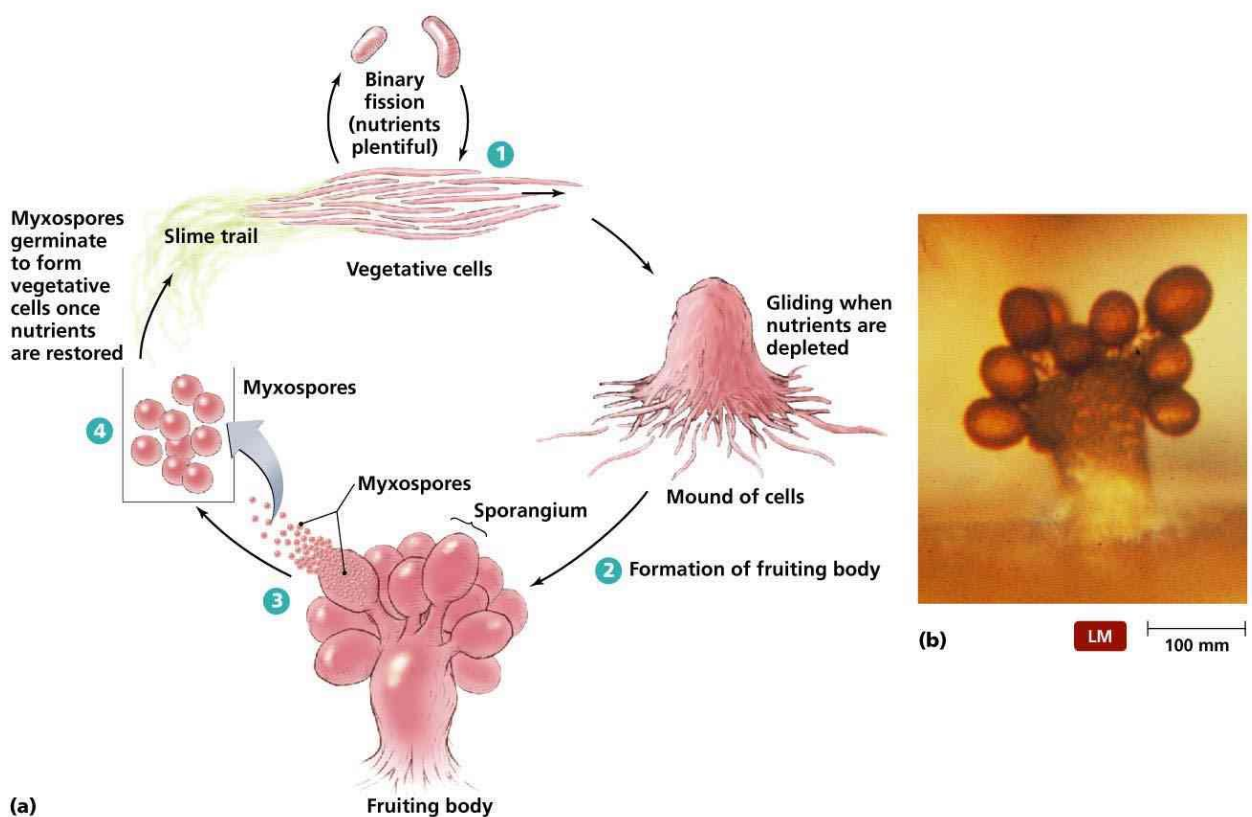 Binary
fission
(nutrients
plentiful)
1
Myxospores
germinate
to form
vegetative
cells once
nutrients
are restored
Slime trail
Vegetative cells
Gliding when
nutrients are
depleted
Myxospores
4
Myxospores
Sporangium
Mound of cells
2 Formation of fruiting body
3
Fruiting body
(a)
(b)
LM
100 mm